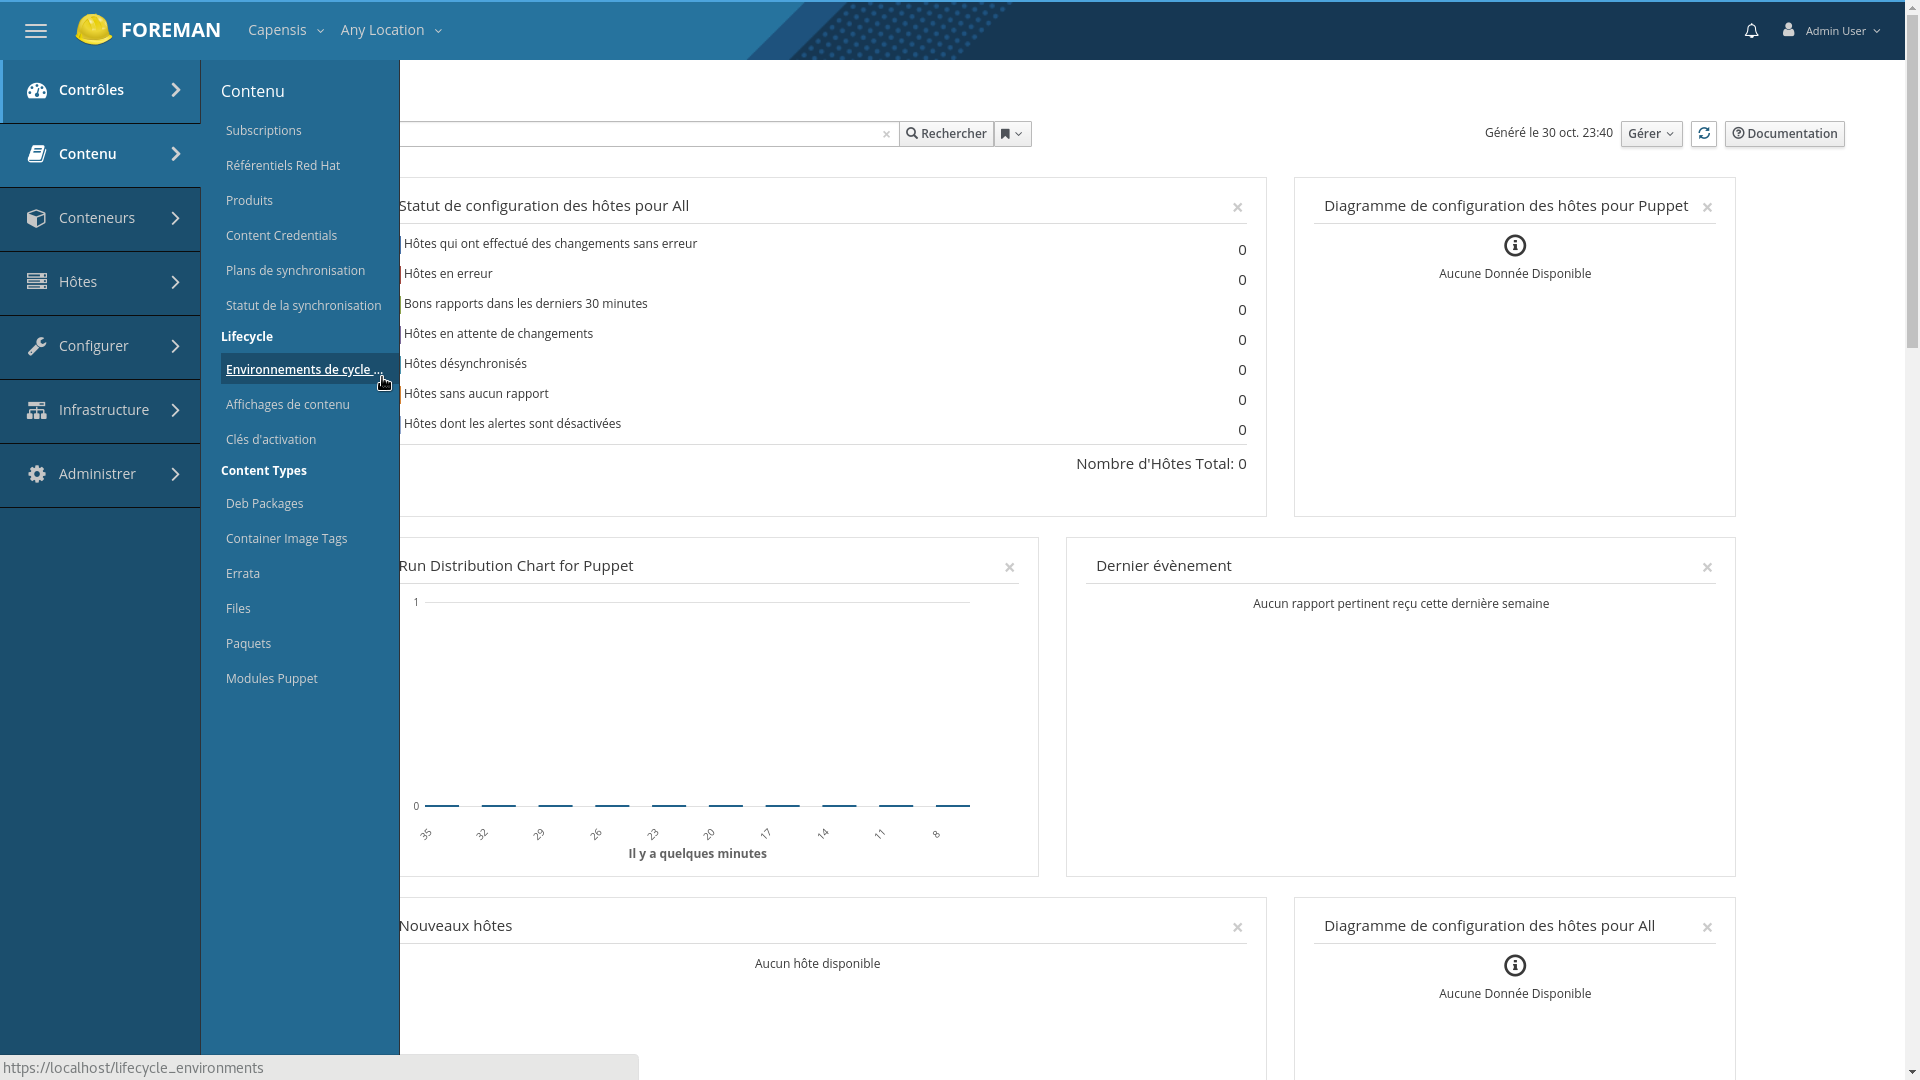 FOREMAN
Capensis
Any Location
Admin User
Contrôles
Contenu
Conteneurs
Hôtes
Configurer
Infrastructure
Administrer
Contenu
Subscriptions
Référentiels Red Hat
Produits
Content Credentials
Plans de synchronisation
Statut de la synchronisation
Lifecycle
Environnements de cycle ...
Affichages de contenu
Clés d'activation
Content Types
Deb Packages
Container Image Tags
Errata
Files
Paquets
Modules Puppet
Rechercher
Généré le 30 oct. 23:40
Gérer
Documentation
Statut de configuration des hôtes pour All
Hôtes qui ont effectué des changements sans erreur 0
Hôtes en erreur 0
Bons rapports dans les derniers 30 minutes 0
Hôtes en attente de changements 0
Hôtes désynchronisés 0
Hôtes sans aucun rapport 0
Hôtes dont les alertes sont désactivées 0
Nombre d'Hôtes Total: 0
Diagramme de configuration des hôtes pour Puppet
Aucune Donnée Disponible
Run Distribution Chart for Puppet
1
0
35 32 29 26 23 20 17 14 11 8
Il y a quelques minutes
Dernier évènement
Aucun rapport pertinent reçu cette dernière semaine
Nouveaux hôtes
Aucun hôte disponible
Diagramme de configuration des hôtes pour All
Aucune Donnée Disponible
https://localhost/lifecycle_environments